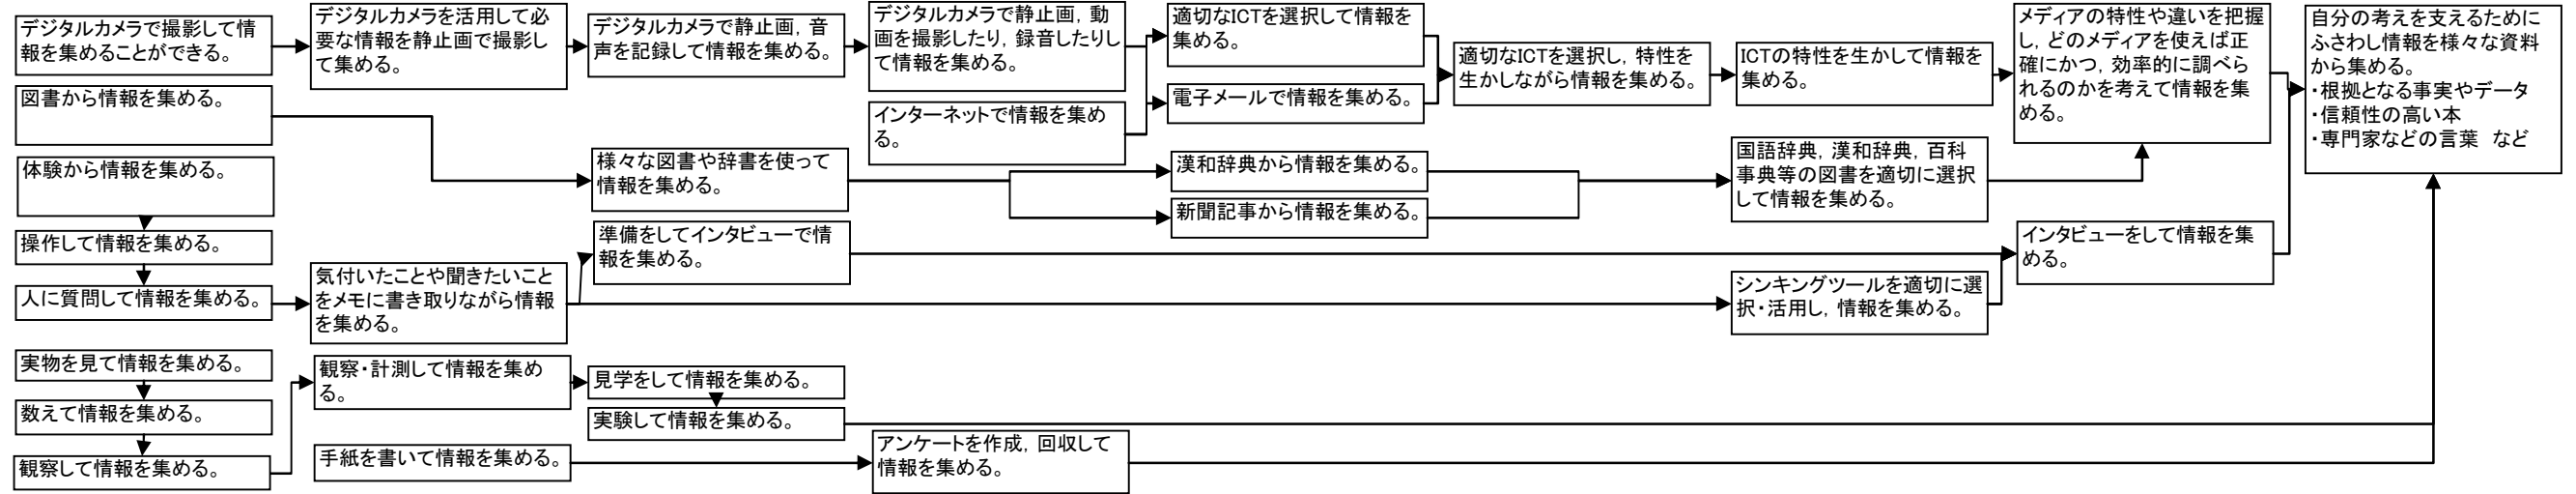 デジタルカメラで撮影して情
報を集めることができる。
デジタルカメラを活用して必
要な情報を静止画で撮影し
て集める。
デジタルカメラで静止画，音
声を記録して情報を集める。
デジタルカメラで静止画，動
画を撮影したり，録音したりし
て情報を集める。
適切なICTを選択して情報を
集める。
適切なICTを選択し，特性を
生かしながら情報を集める。
ICTの特性を生かして情報を
集める。
メディアの特性や違いを把握
し，どのメディアを使えば正
確にかつ，効率的に調べら
れるのかを考えて情報を集
める。
自分の考えを支えるために
ふさわし情報を様々な資料
から集める。
・根拠となる事実やデータ
・信頼性の高い本
・専門家などの言葉　など
図書から情報を集める。
電子メールで情報を集める。
インターネットで情報を集め
る。
体験から情報を集める。
様々な図書や辞書を使って
情報を集める。
漢和辞典から情報を集める。
新聞記事から情報を集める。
国語辞典，漢和辞典，百科
事典等の図書を適切に選択
して情報を集める。
操作して情報を集める。
準備をしてインタビューで情
報を集める。
インタビューをして情報を集
める。
人に質問して情報を集める。
気付いたことや聞きたいこと
をメモに書き取りながら情報
を集める。
シンキングツールを適切に選
択・活用し，情報を集める。
実物を見て情報を集める。
観察・計測して情報を集め
る。
見学をして情報を集める。
数えて情報を集める。
実験して情報を集める。
観察して情報を集める。
手紙を書いて情報を集める。
アンケートを作成，回収して
情報を集める。